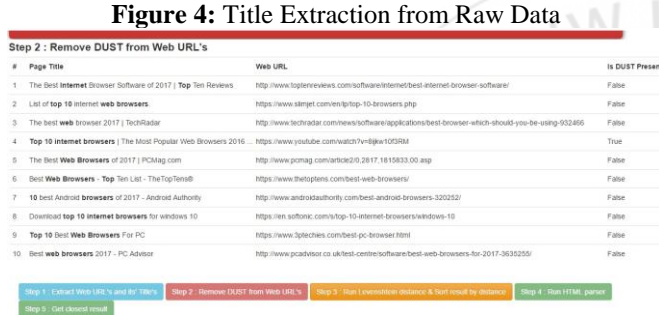 Figure 4: Title Extraction from Raw Data
Step 2 : Remove DUST from Web URL's
# Page Title Web URL Is DUST Presen
1 The Best Internet Browser Software of 2017 | Top Ten Reviews http://www.toptenreviews.com/software/internet/best-internet-browser-software/ False
2 List of top 10 internet web browsers. https://www.slimjet.com/en/tp/top-10-browsers.php False
3 The best web browser 2017 | TechRadar http://www.techradar.com/news/software/applications/best-browser-which-should-you-be-using-932466 False
4 Top 10 internet browsers | The Most Popular Web Browsers 2016 ... True
5 The Best Web Browsers of 2017 | PCMag.com http://www.pcmag.com/article2/0,2817,1815833,00.asp False
6 Best Web Browsers - Top Ten List - TheTopTens® http://www.thetoptens.com/best-web-browsers/ False
7 10 best Android browsers of 2017 - Android Authority http://www.androidauthority.com/best-android-browsers-320252/ False
8 Download top 10 internet browsers for windows 10 https://en.softonic.com/s/top-10-internet-browsers/windows-10 False
9 Top 10 Best Web Browsers For PC https://www.3ptechies.com/best-pc-browser.html False
10 Best web browsers 2017 - PC Advisor http://www.pcadvisor.co.uk/test-centre/software/best-web-browsers-for-2017-3635255/ False
Step 1 : Extract Web URL's and its' Title's Step 2 : Remove DUST from Web URL's Step 3 : Run Levenshtein distance & Sort result by distance Step 4 : Run HTML parser
Step 5 : Get closest result